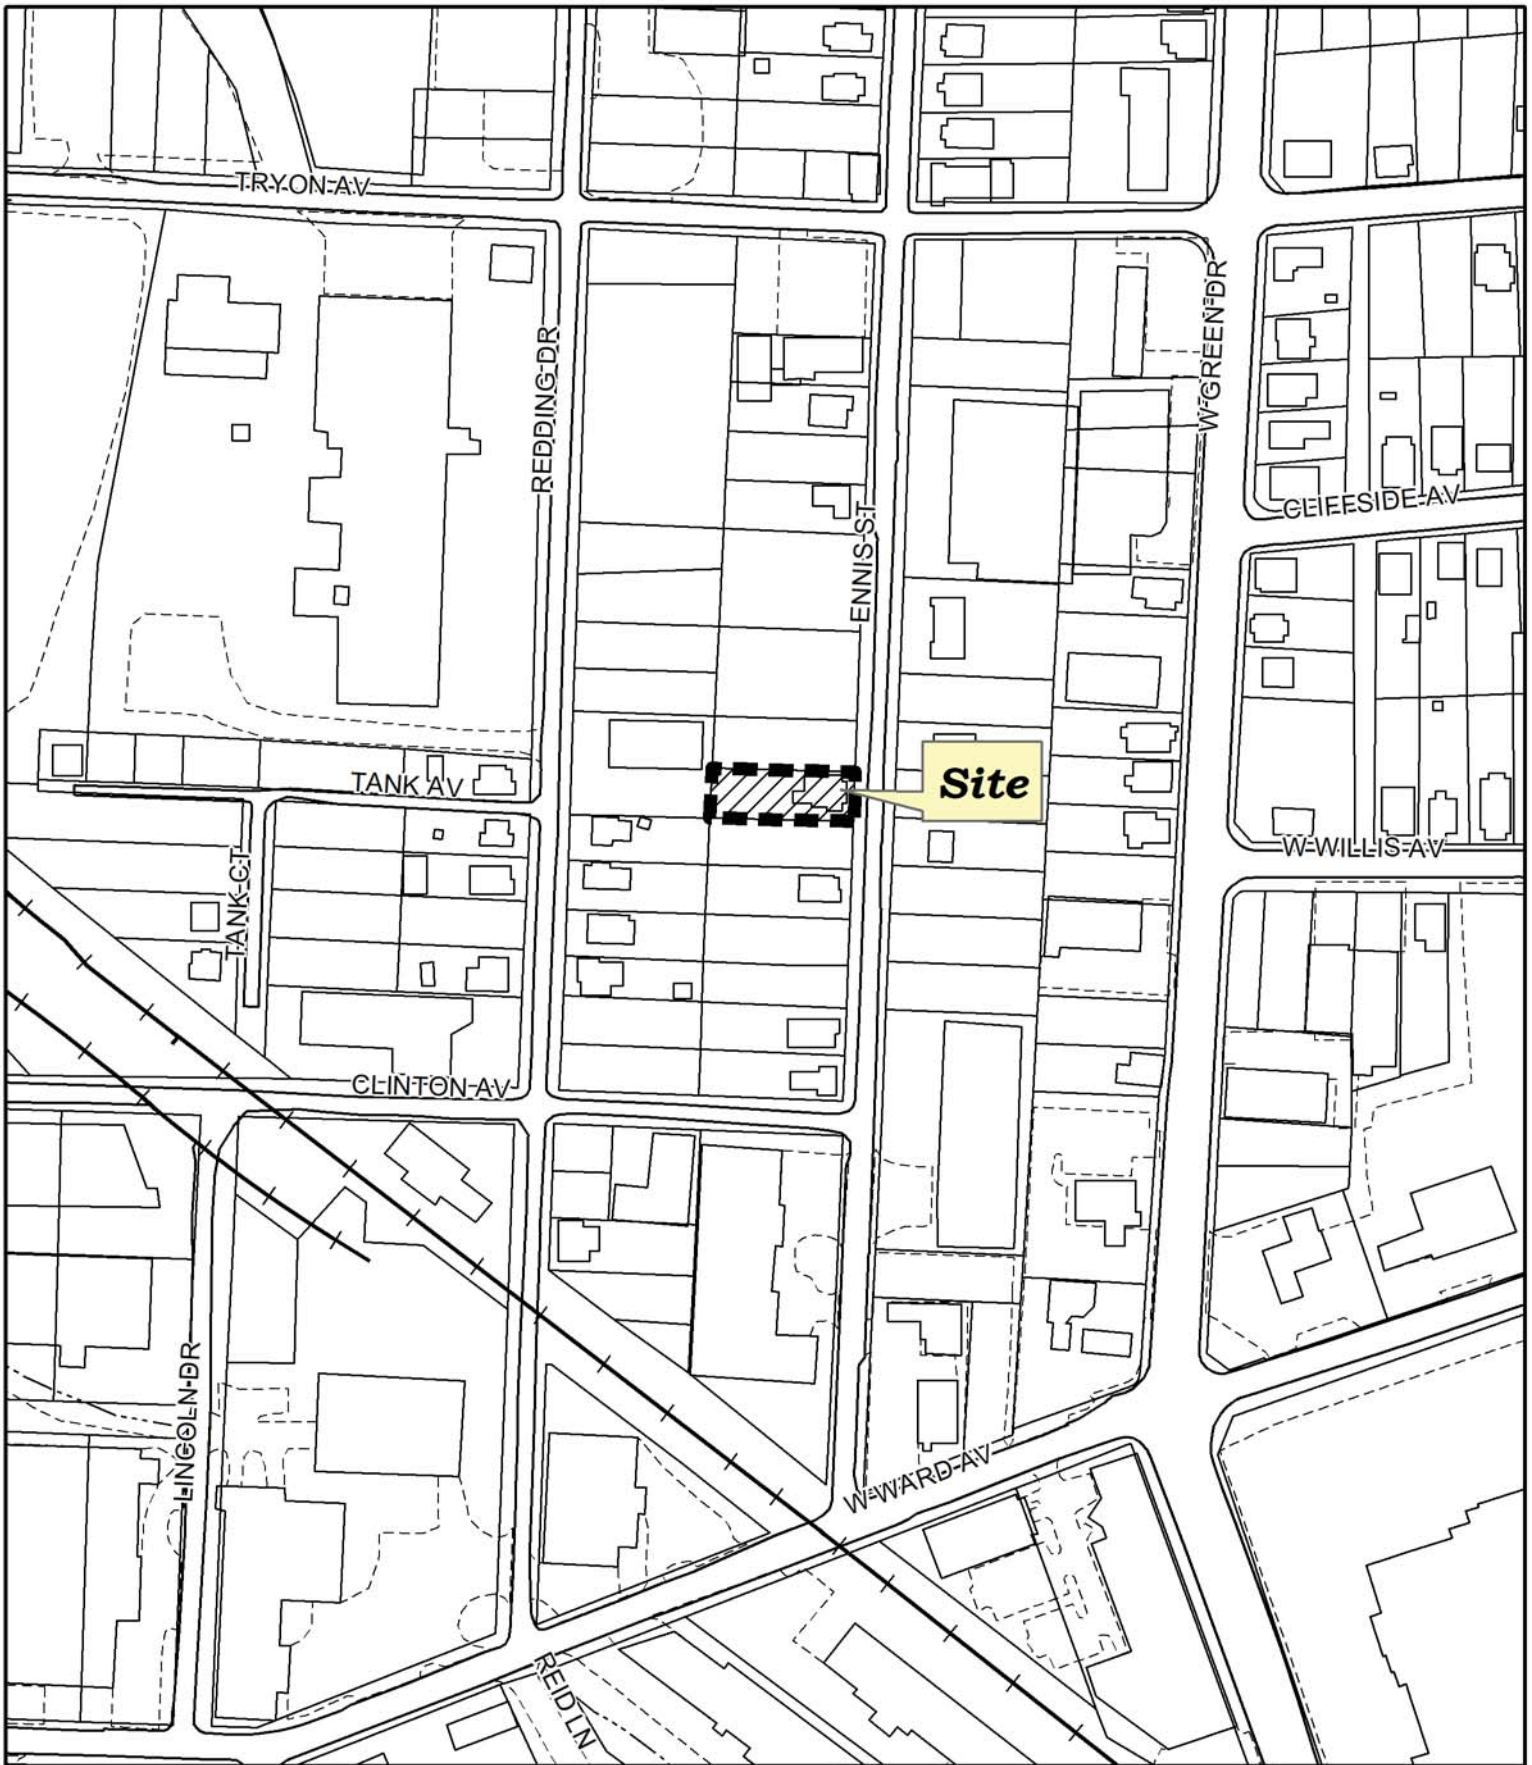 TRYON AV
REDDING DR
W GREEN DR
CLIFFSIDE AV
ENNIS ST
Site
TANK AV
W WILLIS AV
TANK CT
CLINTON AV
LINCOLN DR
W WARD AV
REID LN